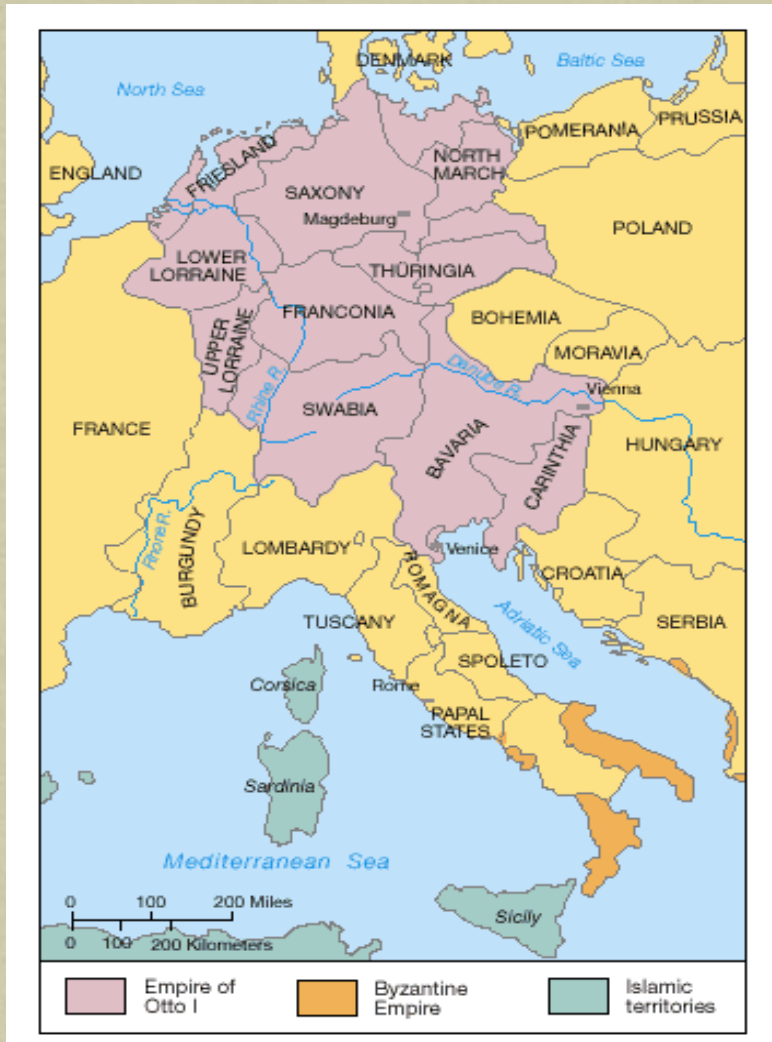 DENMARK
Baltic Sea
North Sea
PRUSSIA
POMERANIA
ENGLAND
FRIESLAND
NORTH
MARCH
SAXONY
Magdeburg
POLAND
LOWER
LORRAINE
THÜRINGIA
FRANCONIA
BOHEMIA
UPPER
LORRAINE
MORAVIA
Rhine R.
Danube R.
Vienna
SWABIA
FRANCE
BAVARIA
CARINTHIA
HUNGARY
Rhone R.
BURGUNDY
LOMBARDY
Venice
ROMAGNA
CROATIA
TUSCANY
SERBIA
Adriatic Sea
SPOLETO
Corsica
Rome
PAPAL
STATES
Sardinia
Mediterranean Sea
0 100 200 Miles
0 100 200 Kilometers
Sicily
Empire of
Otto I
Byzantine
Empire
Islamic
territories